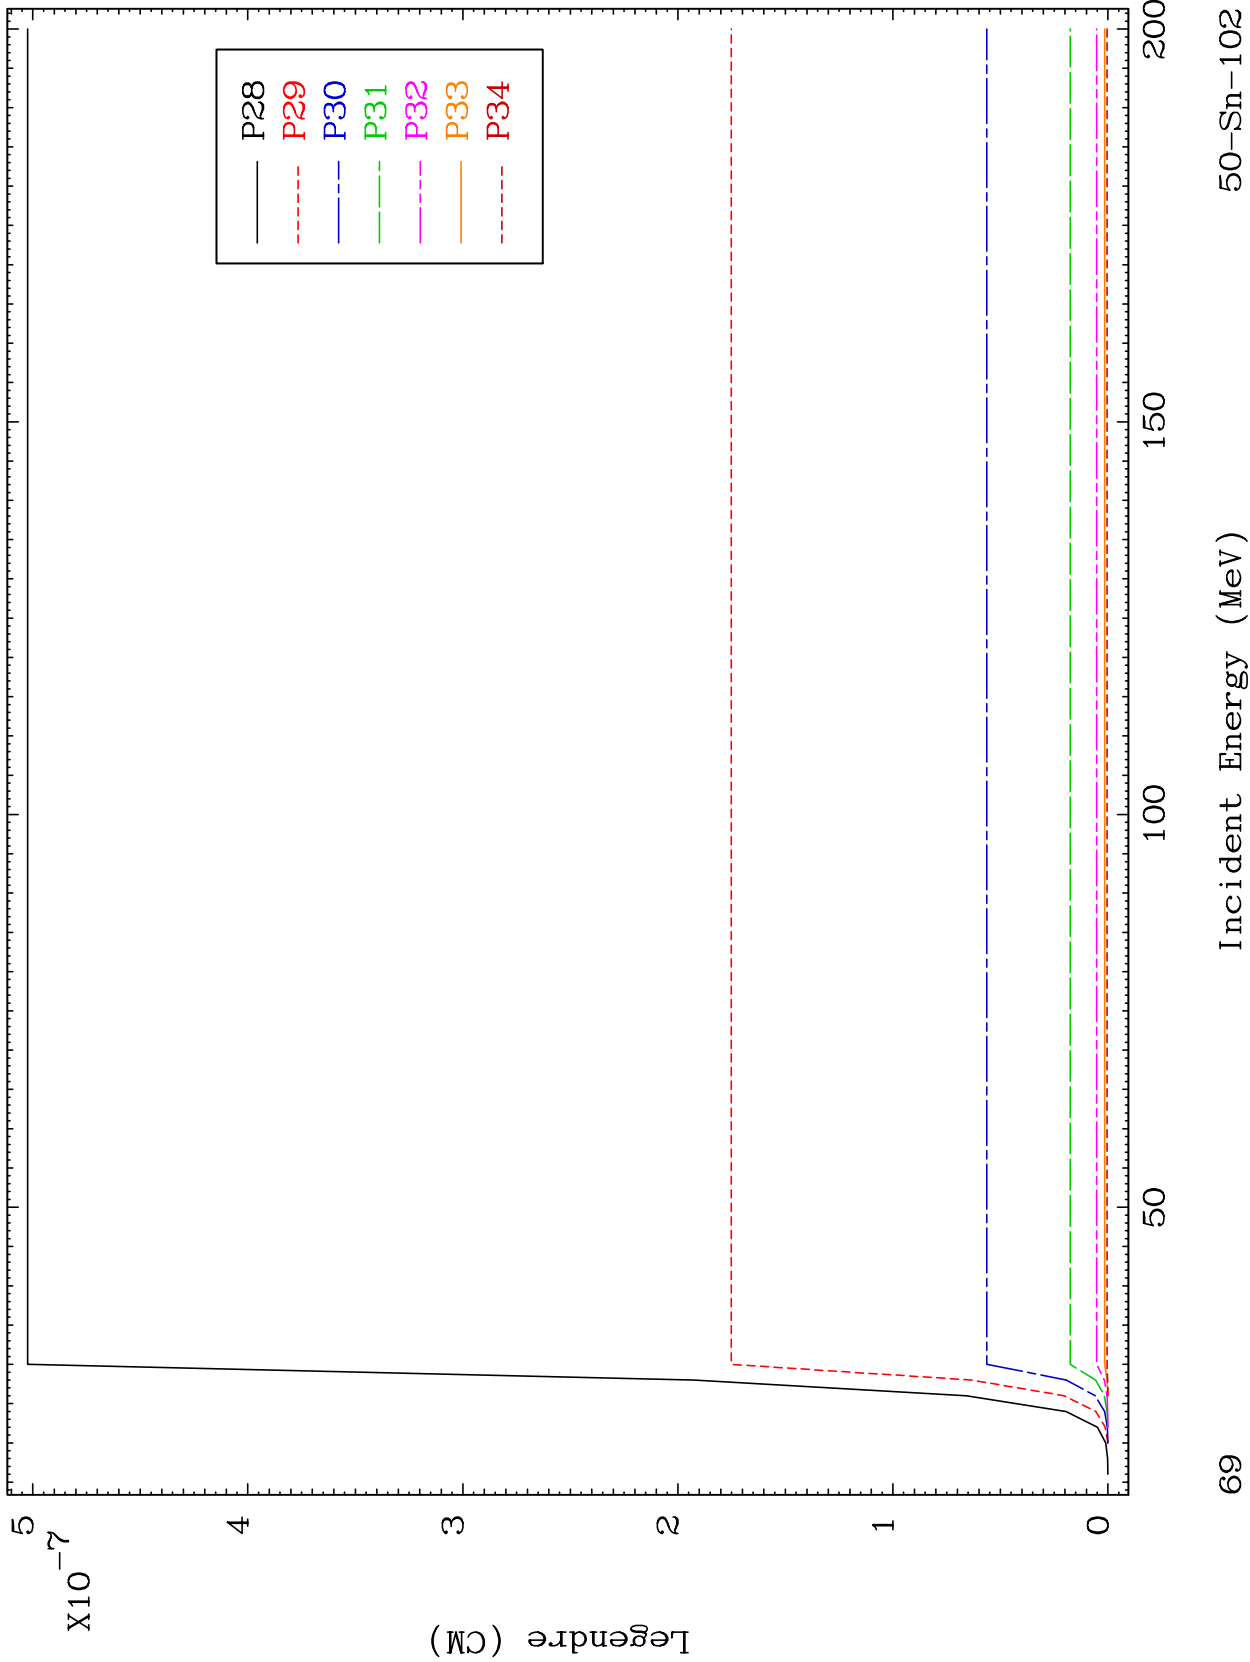 X10
-7
5
4
3
2
1
0
Legendre (CM)
P28
P29
P30
P31
P32
P33
P34
50
100
150
200
Incident Energy (MeV)
69
50-Sn-102